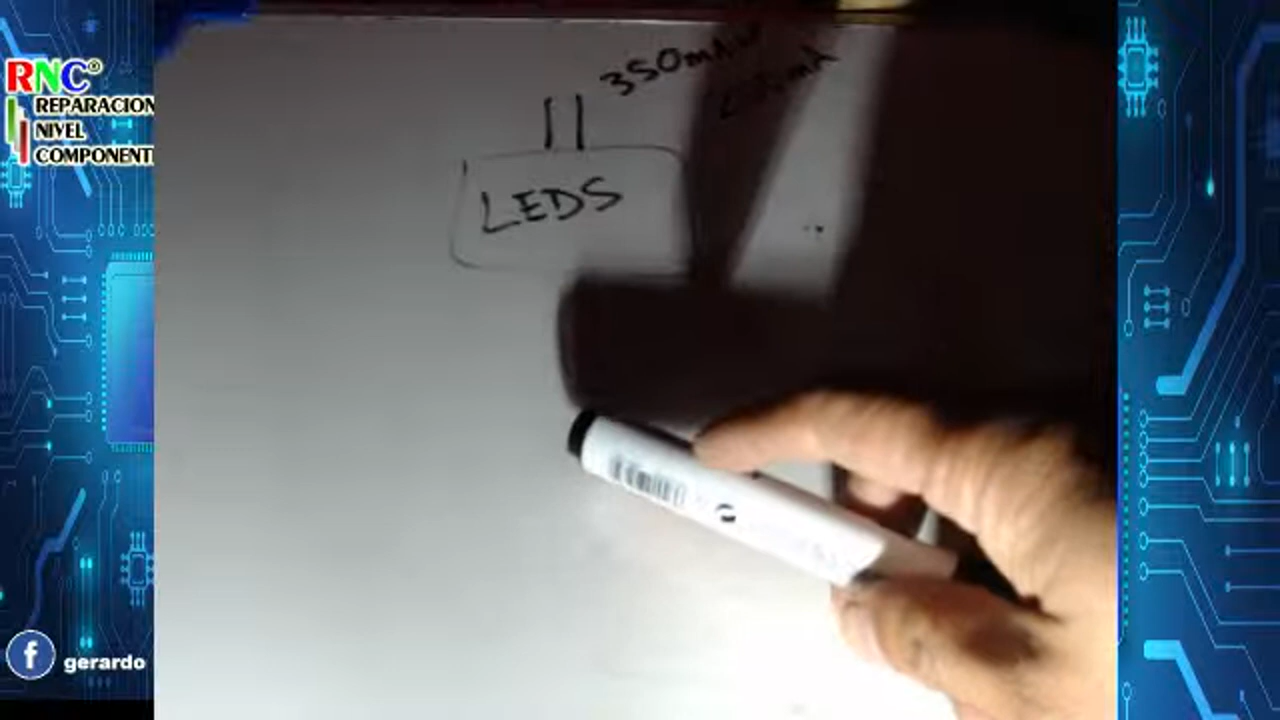 RNC®
REPARACION
NIVEL
COMPONENT
350mA
LEDS
f
gerardo